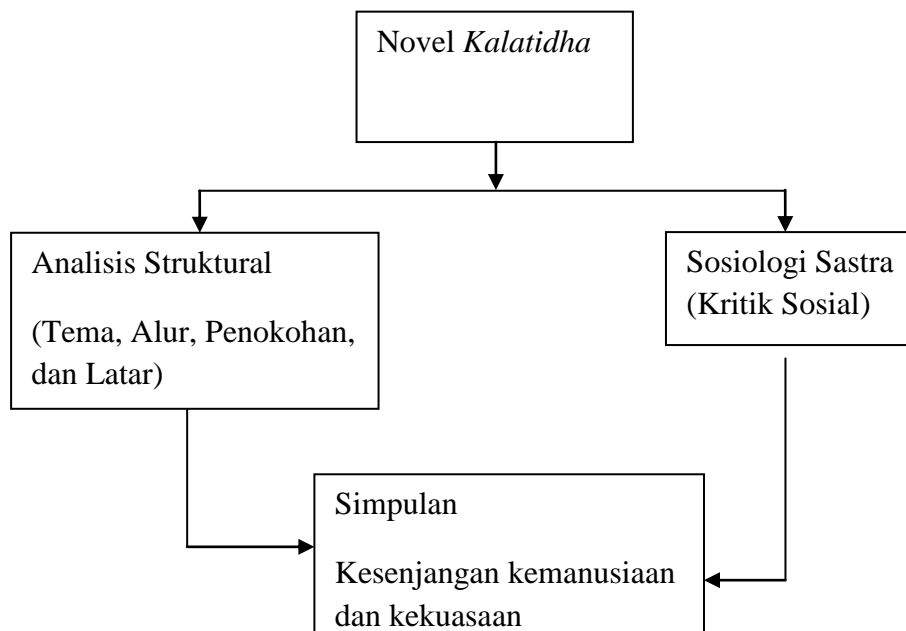 Novel Kalatidha
Analisis Struktural
(Tema, Alur, Penokohan,
dan Latar)
Sosiologi Sastra
(Kritik Sosial)
Simpulan
Kesenjangan kemanusiaan
dan kekuasaan